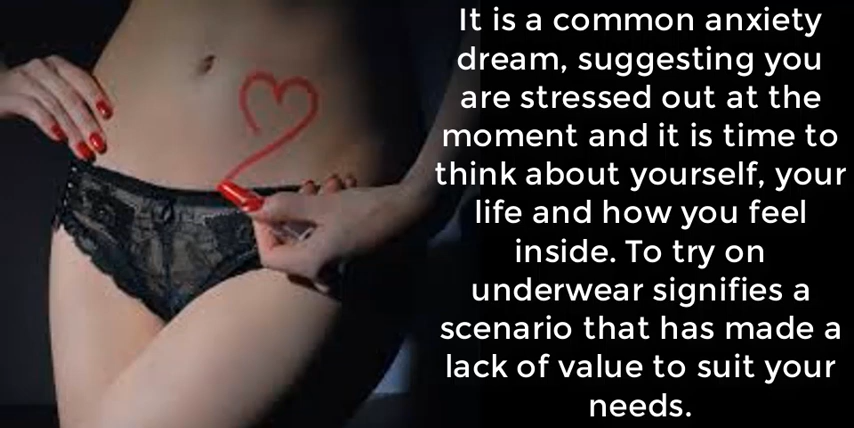 It is a common anxiety
dream, suggesting you
are stressed out at the
moment and it is time to
think about yourself, your
life and how you feel
inside. To try on
underwear signifies a
scenario that has made a
lack of value to suit your
needs.